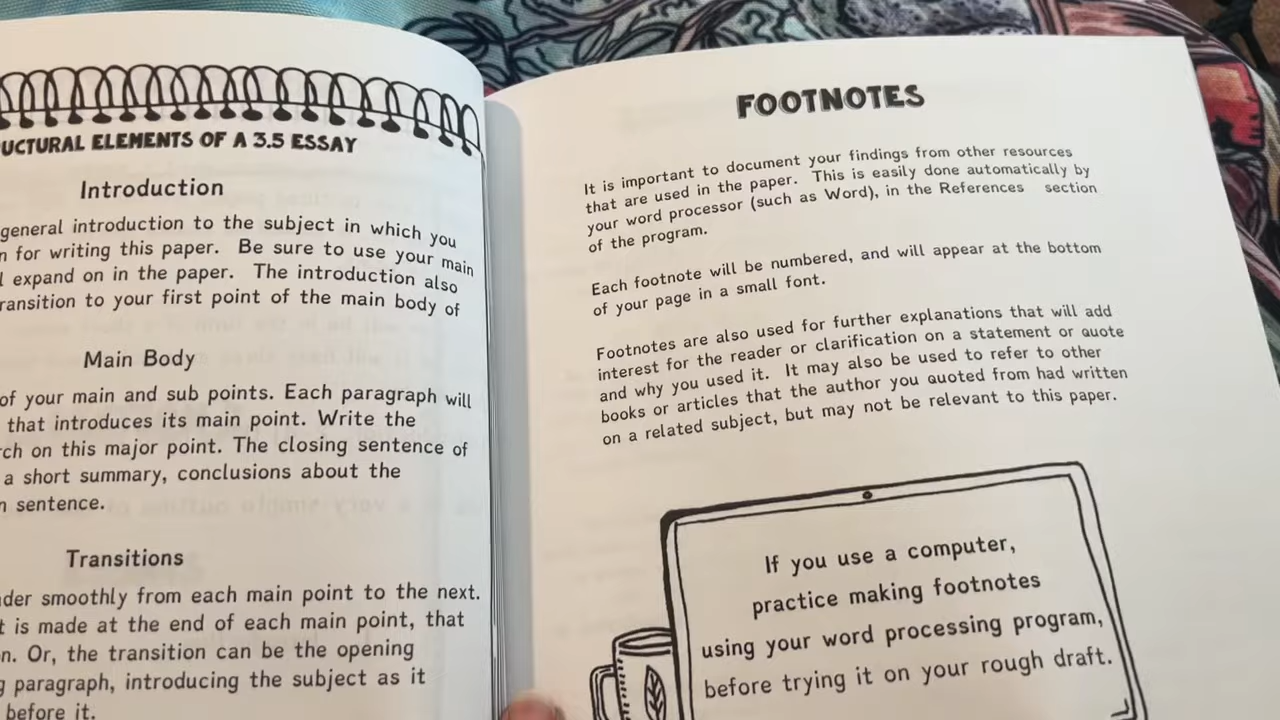 UCTURAL ELEMENTS OF A 3.5 ESSAY
Introduction
general introduction to the subject in which you
for writing this paper. Be sure to use your main
expand on in the paper. The introduction also
transition to your first point of the main body of
Main Body
of your main and sub points. Each paragraph will
that introduces its main point. Write the
rch on this major point. The closing sentence of
a short summary, conclusions about the
n sentence.
Transitions
der smoothly from each main point to the next.
t is made at the end of each main point, that
n. Or, the transition can be the opening
g paragraph, introducing the subject as it
before it.
FOOTNOTES
It is important to document your findings from other resources
that are used in the paper. This is easily done automatically by
your word processor (such as Word), in the References section
of the program.
Each footnote will be numbered, and will appear at the bottom
of your page in a small font.
Footnotes are also used for further explanations that will add
interest for the reader or clarification on a statement or quote
and why you used it. It may also be used to refer to other
books or articles that the author you quoted from had written
on a related subject, but may not be relevant to this paper.
If you use a computer,
practice making footnotes
using your word processing program,
before trying it on your rough draft.